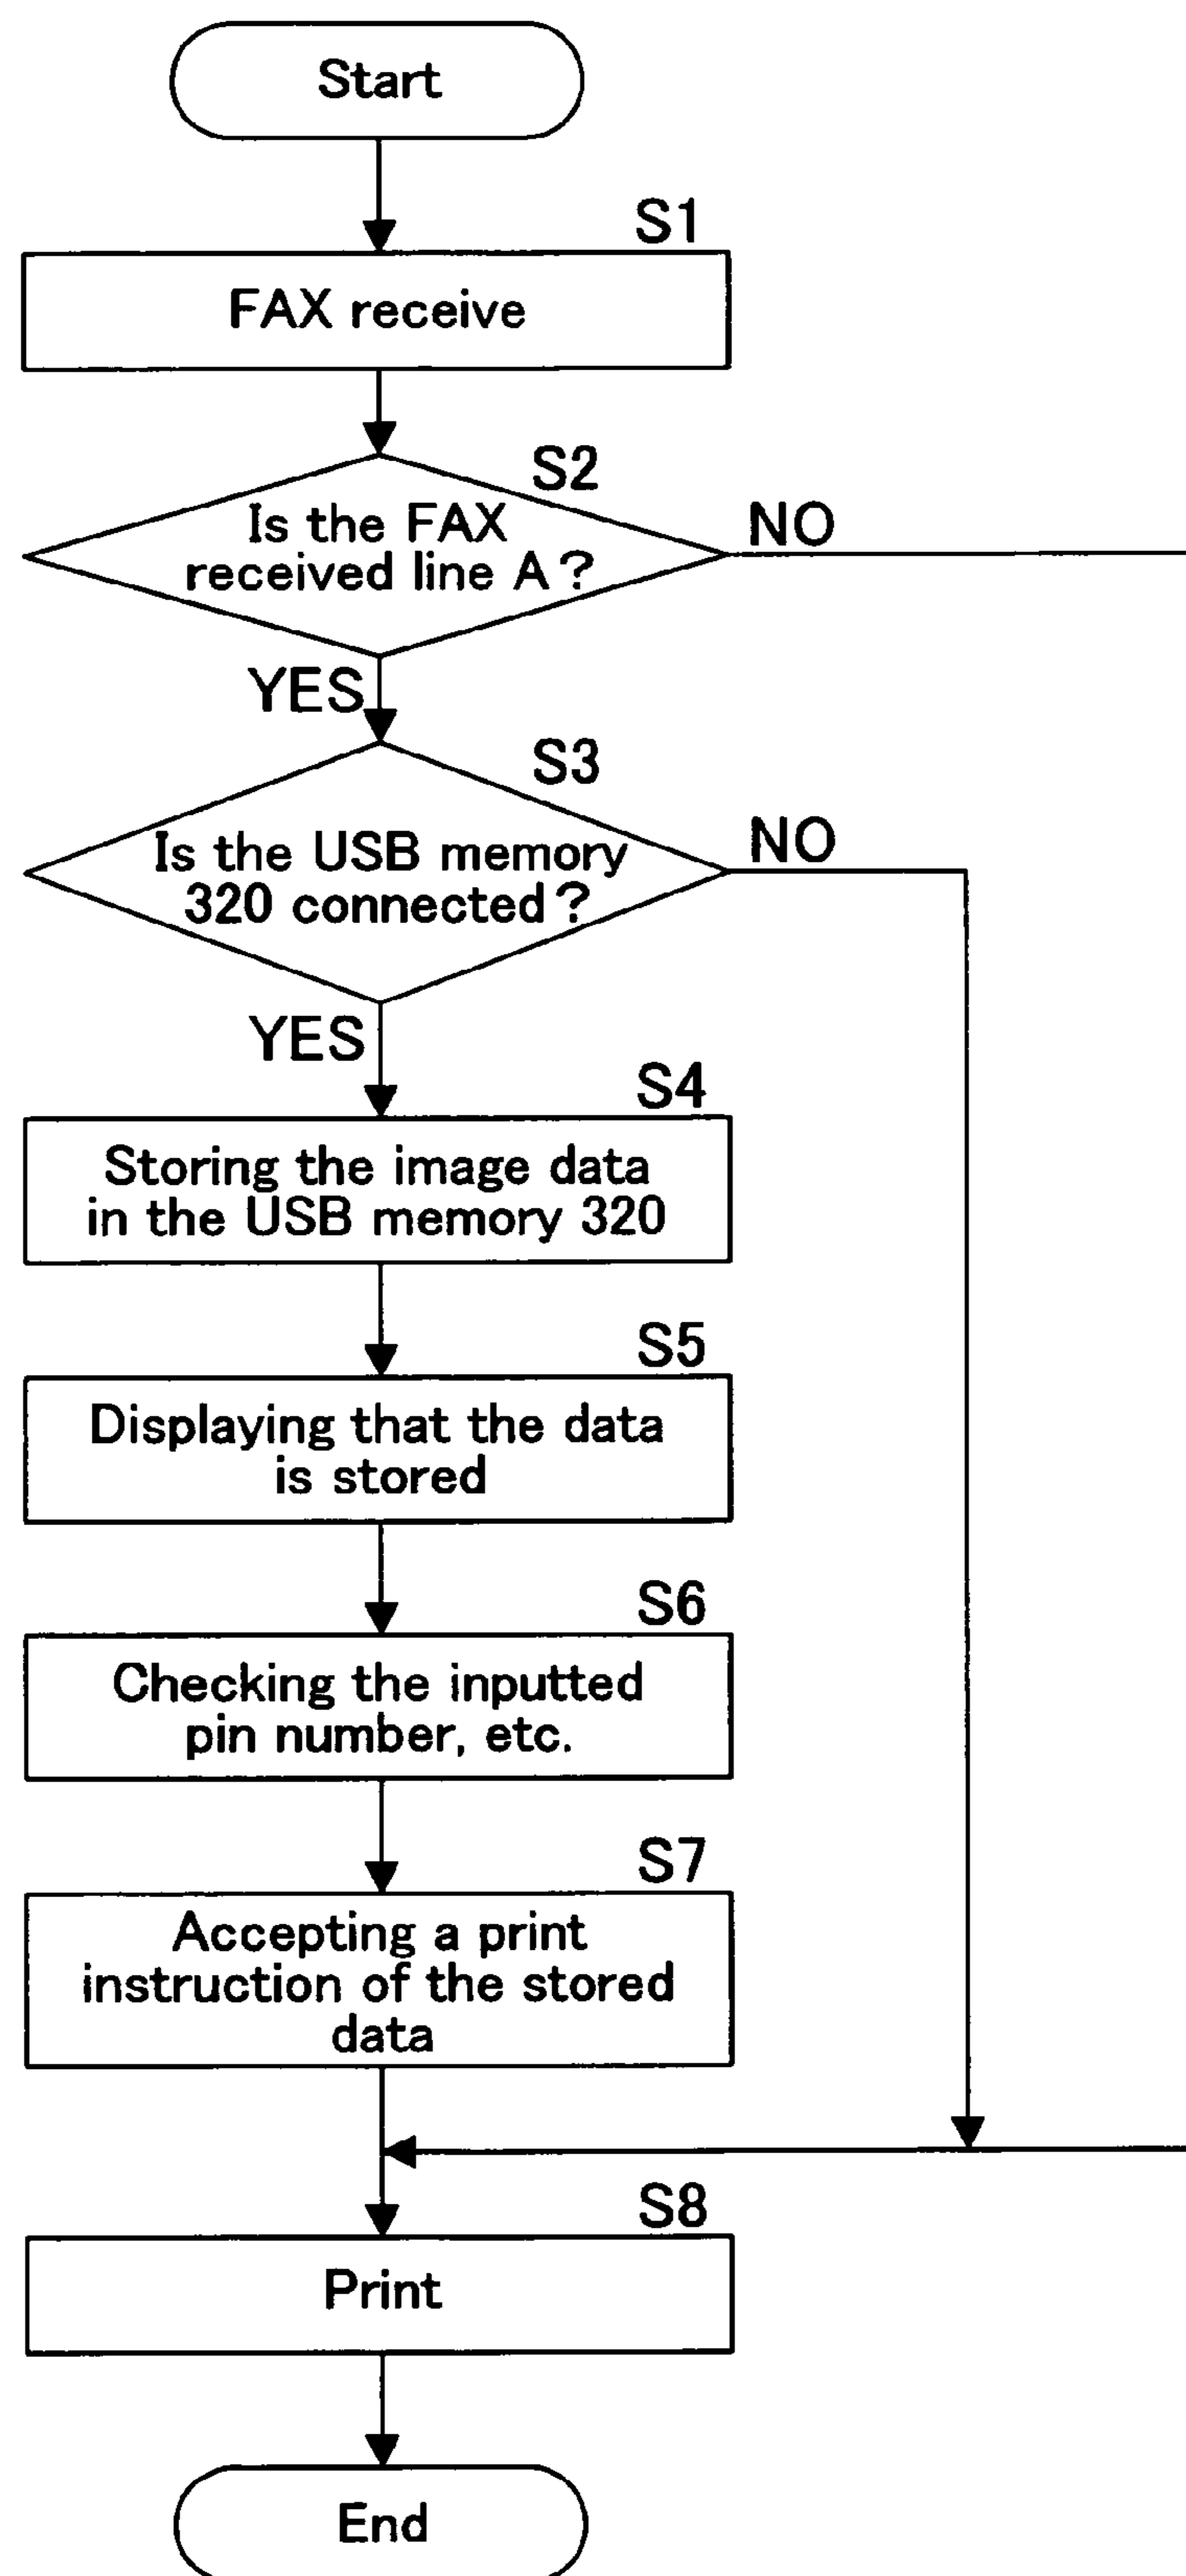 Start
S1
FAX receive
S2
Is the FAX
received line A?
NO
YES
S3
Is the USB memory
320 connected?
NO
YES
S4
Storing the image data
in the USB memory 320
S5
Displaying that the data
is stored
S6
Checking the inputted
pin number, etc.
S7
Accepting a print
instruction of the stored
data
S8
Print
End